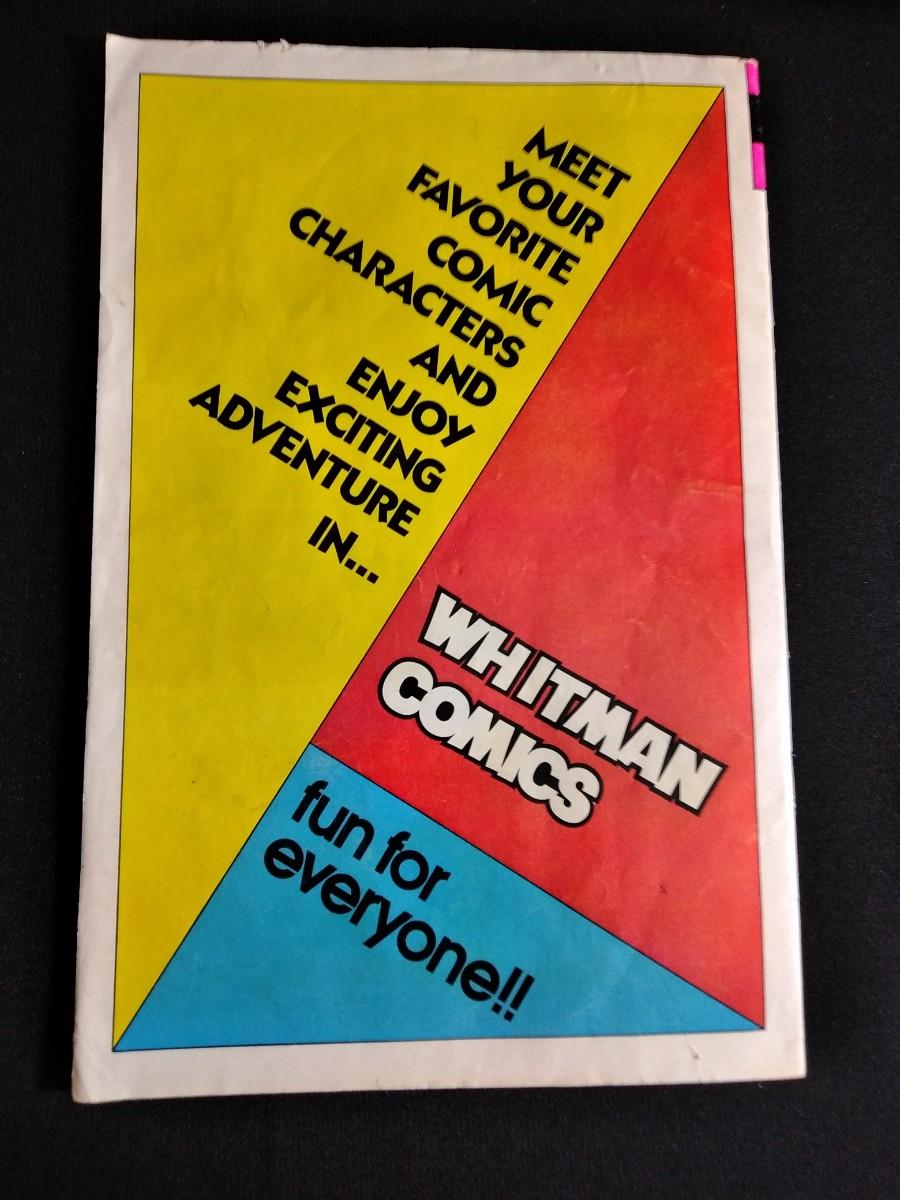 MEET
YOUR
FAVORITE
COMIC
CHARACTERS
AND
ENJOY
EXCITING
ADVENTURE
IN...
WHITMAN
COMICS
fun for
everyone!!